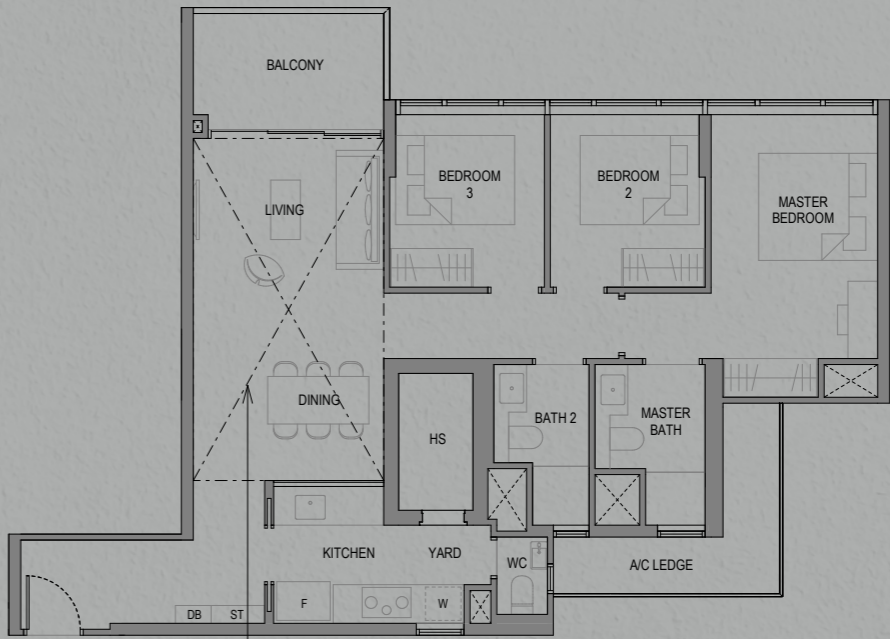 BALCONY
BEDROOM
3
BEDROOM
2
MASTER
BEDROOM
LIVING
DINING
HS
BATH 2
MASTER
BATH
KITCHEN
YARD
WC
A/C LEDGE
F
W
DB
ST